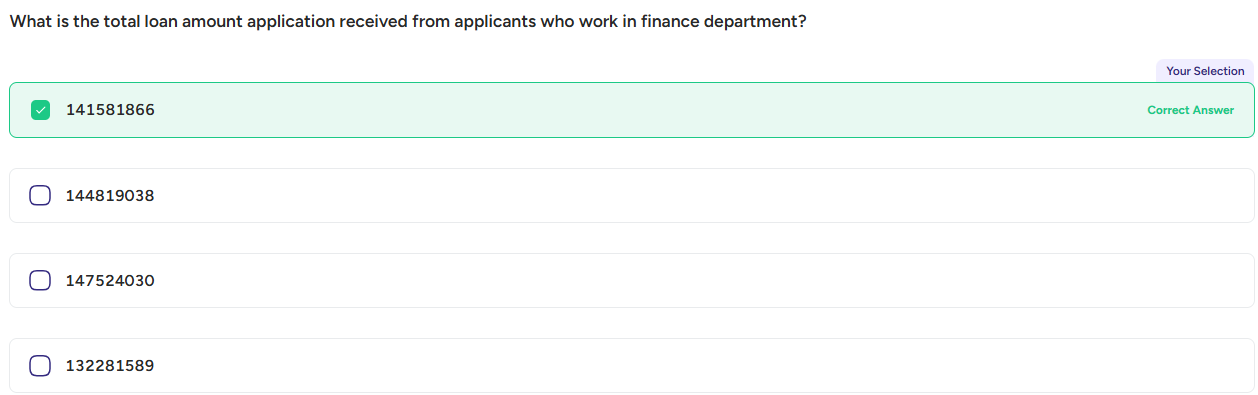 What is the total loan amount application received from applicants who work in finance department?
Your Selection
141581866
Correct Answer
144819038
147524030
132281589